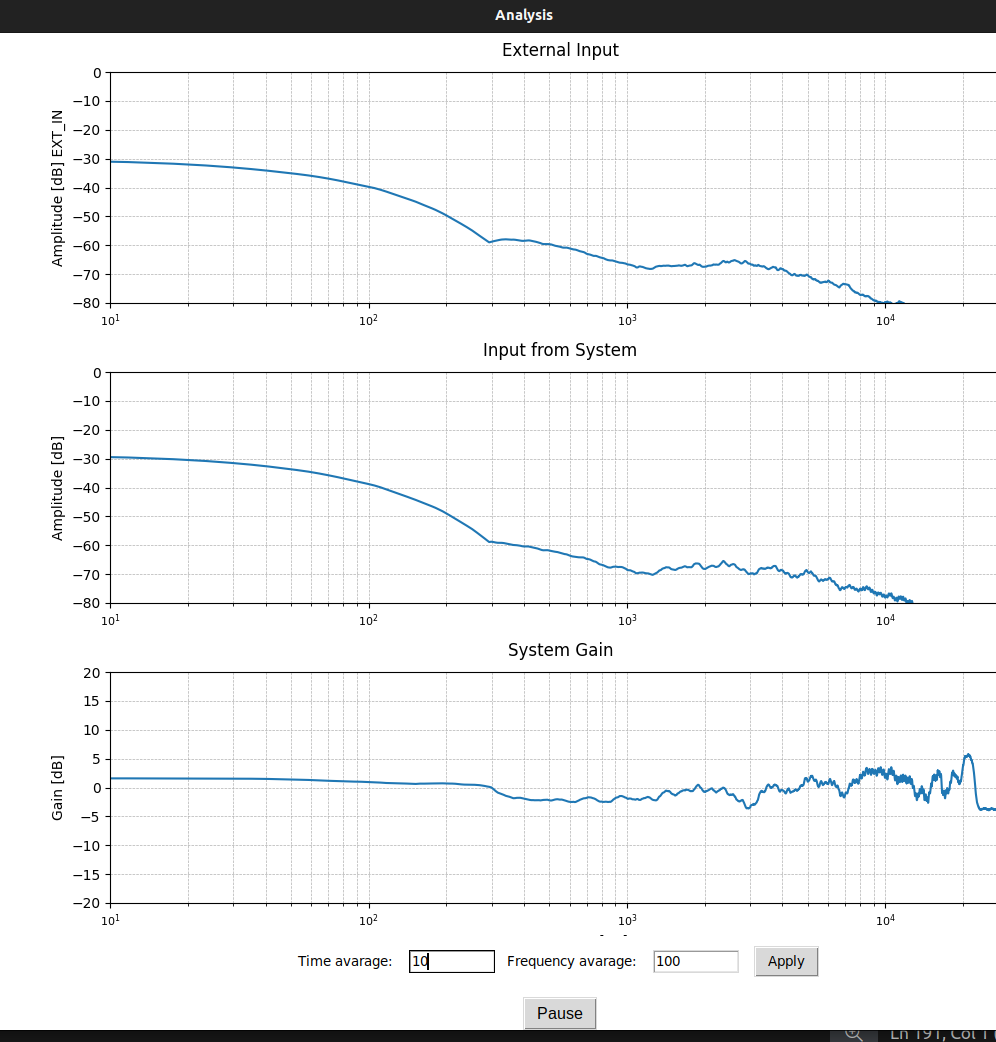 Analysis
External Input
Amplitude [dB] EXT_IN
0
−10
−20
−30
−40
−50
−60
−70
−80
10¹ 10² 10³ 10⁴
Input from System
Amplitude [dB]
0
−10
−20
−30
−40
−50
−60
−70
−80
10¹ 10² 10³ 10⁴
System Gain
Gain [dB]
20
15
10
5
0
−5
−10
−15
−20
10¹ 10² 10³ 10⁴
Time avarage: 10 Frequency avarage: 100 Apply
Pause
Ln 191, Col 11